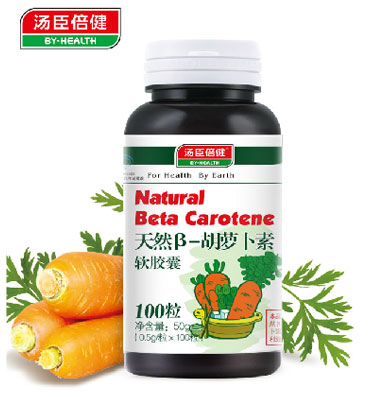 汤臣倍健
BY-HEALTH
汤臣倍健
BY-HEALTH
For Health By Earth
Natural
Beta Carotene
天然β-胡萝卜素
软胶囊
100粒
净含量:50g
(0.5g/粒×100粒)